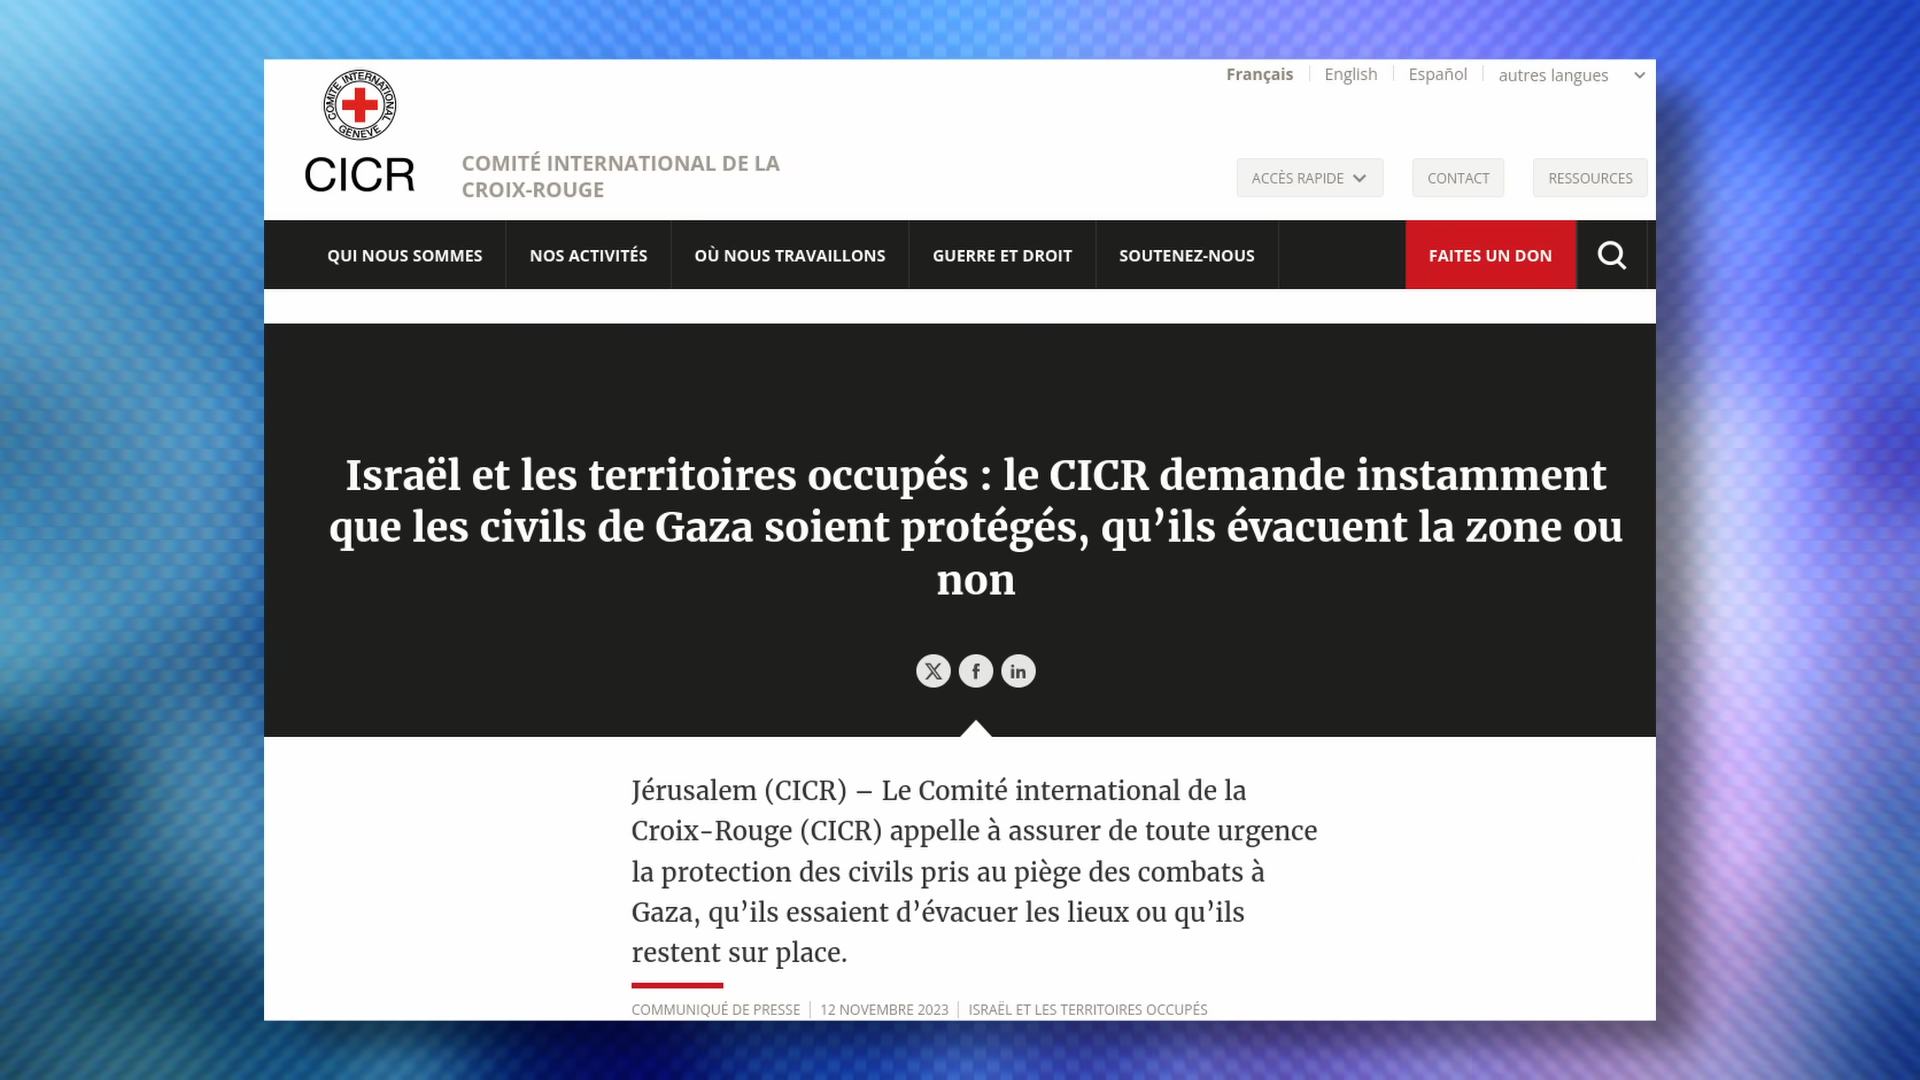 COMITÉ INTERNATIONAL GENEVE
CICR
COMITÉ INTERNATIONAL DE LA
CROIX-ROUGE
Français
English
Español
autres langues
ACCÈS RAPIDE
CONTACT
RESSOURCES
QUI NOUS SOMMES
NOS ACTIVITÉS
OÙ NOUS TRAVAILLONS
GUERRE ET DROIT
SOUTENEZ-NOUS
FAITES UN DON
Israël et les territoires occupés : le CICR demande instamment
que les civils de Gaza soient protégés, qu’ils évacuent la zone ou
non
X f in
Jérusalem (CICR) – Le Comité international de la
Croix-Rouge (CICR) appelle à assurer de toute urgence
la protection des civils pris au piège des combats à
Gaza, qu’ils essaient d’évacuer les lieux ou qu’ils
restent sur place.
COMMUNIQUÉ DE PRESSE
12 NOVEMBRE 2023
ISRAËL ET LES TERRITOIRES OCCUPÉS